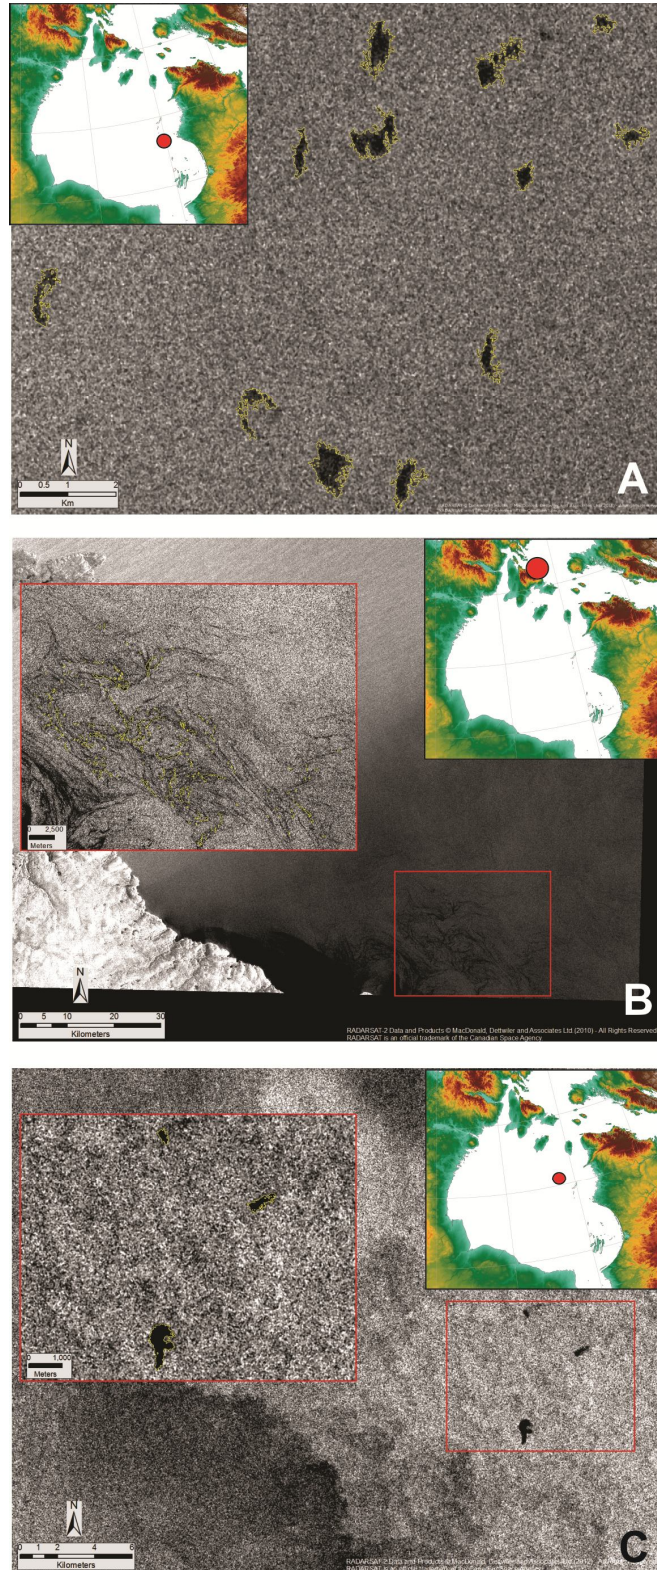 N
0 0.5 1 2
Km
A
0 2,500
Meters
N
0 5 10 20 30
Kilometers
B
RADARSAT-2 Data and Products © MacDonald, Dettwiler and Associates Ltd (2010) - All Rights Reserved
RADARSAT is an official trademark of the Canadian Space Agency
0 1,000
Meters
N
0 1 2 4 6
Kilometers
C